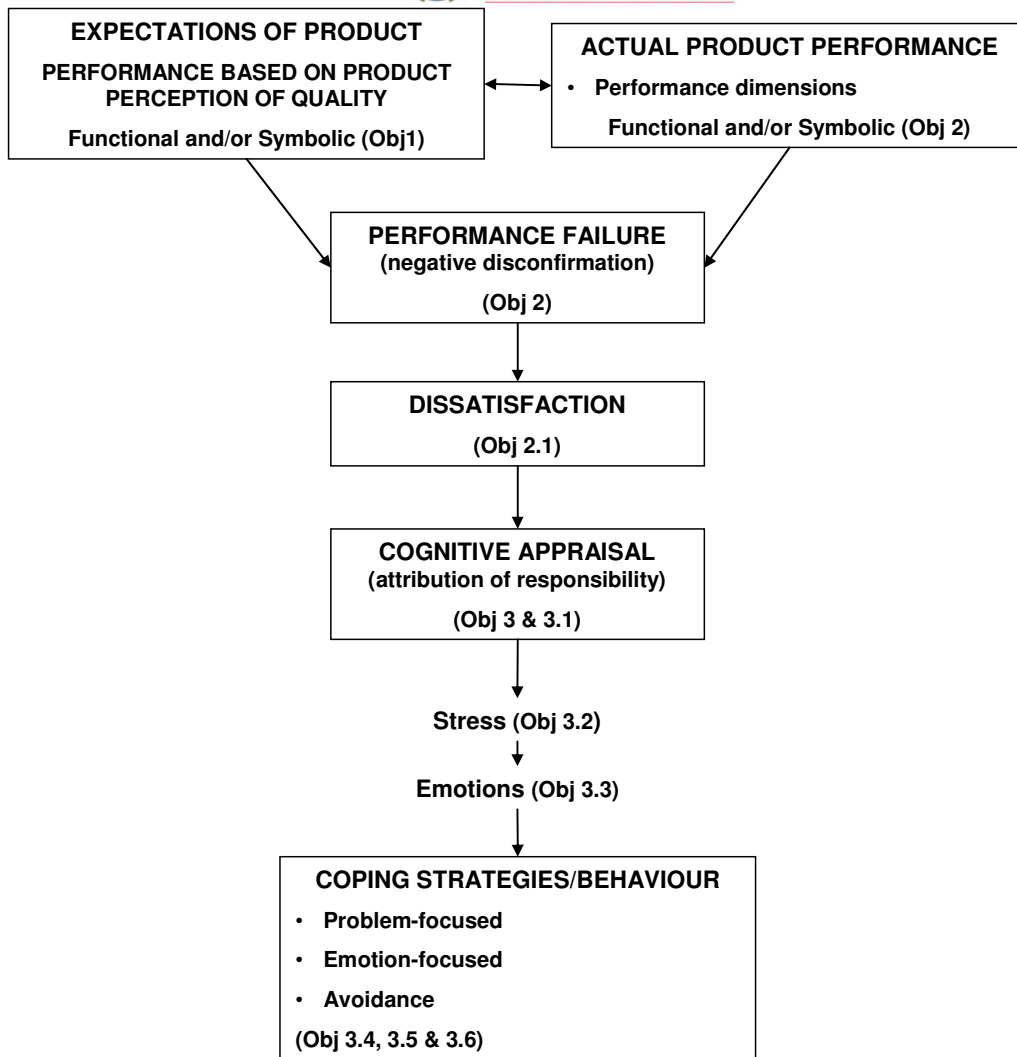 EXPECTATIONS OF PRODUCT
PERFORMANCE BASED ON PRODUCT
PERCEPTION OF QUALITY
Functional and/or Symbolic (Obj1)
ACTUAL PRODUCT PERFORMANCE
• Performance dimensions
Functional and/or Symbolic (Obj 2)
PERFORMANCE FAILURE
(negative disconfirmation)
(Obj 2)
DISSATISFACTION
(Obj 2.1)
COGNITIVE APPRAISAL
(attribution of responsibility)
(Obj 3 & 3.1)
Stress (Obj 3.2)
Emotions (Obj 3.3)
COPING STRATEGIES/BEHAVIOUR
• Problem-focused
• Emotion-focused
• Avoidance
(Obj 3.4, 3.5 & 3.6)